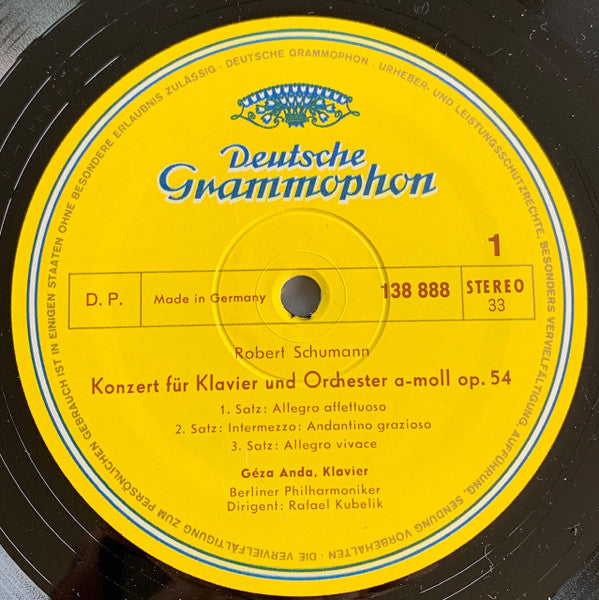 Deutsche
Grammophon
1
D. P.
Made in Germany
138 888
STEREO
33
Robert Schumann
Konzert für Klavier und Orchester a-moll op. 54
1. Satz: Allegro affettuoso
2. Satz: Intermezzo: Andantino grazioso
3. Satz: Allegro vivace
Géza Anda, Klavier
Berliner Philharmoniker
Dirigent: Rafael Kubelik
DEUTSCHE GRAMMOPHON · URHEBER- UND LEISTUNGSSCHUTZRECHTE, BESONDERS VERVIELFÄLTIGUNG, AUFFÜHRUNG, SENDUNG VORBEHALTEN · DIE VERVIELFÄLTIGUNG ZUM PERSÖNLICHEN GEBRAUCH IST IN EINIGEN STAATEN OHNE BESONDERE ERLAUBNIS ZULÄSSIG ·